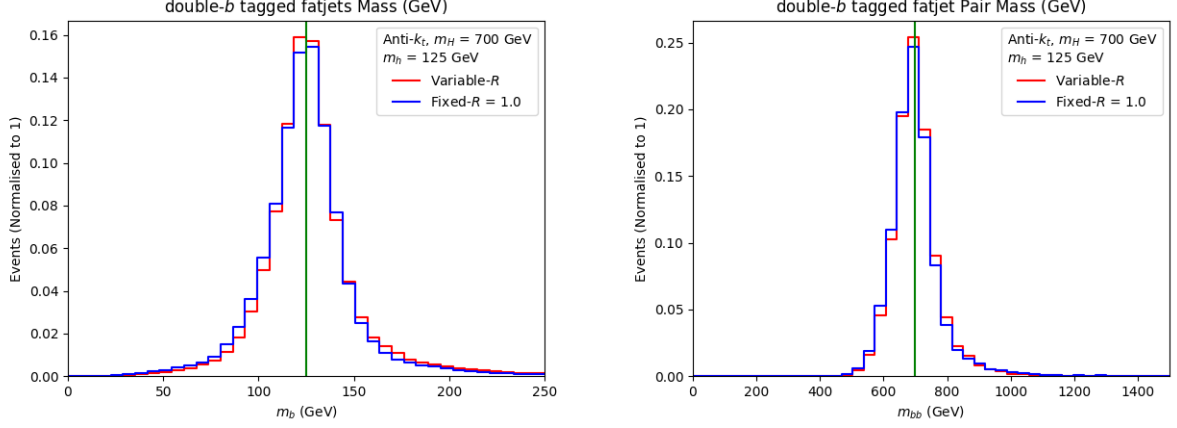 double-b tagged fatjets Mass (GeV)
0.16
0.14
0.12
0.10
0.08
0.06
0.04
0.02
0.00
Events (Normalised to 1)
Anti-kt, mH = 700 GeV
mh = 125 GeV
Variable-R
Fixed-R = 1.0
0
50
100
150
200
250
mb (GeV)
double-b tagged fatjet Pair Mass (GeV)
0.25
0.20
0.15
0.10
0.05
0.00
Events (Normalised to 1)
Anti-kt, mH = 700 GeV
mh = 125 GeV
Variable-R
Fixed-R = 1.0
0
200
400
600
800
1000
1200
1400
mbb (GeV)